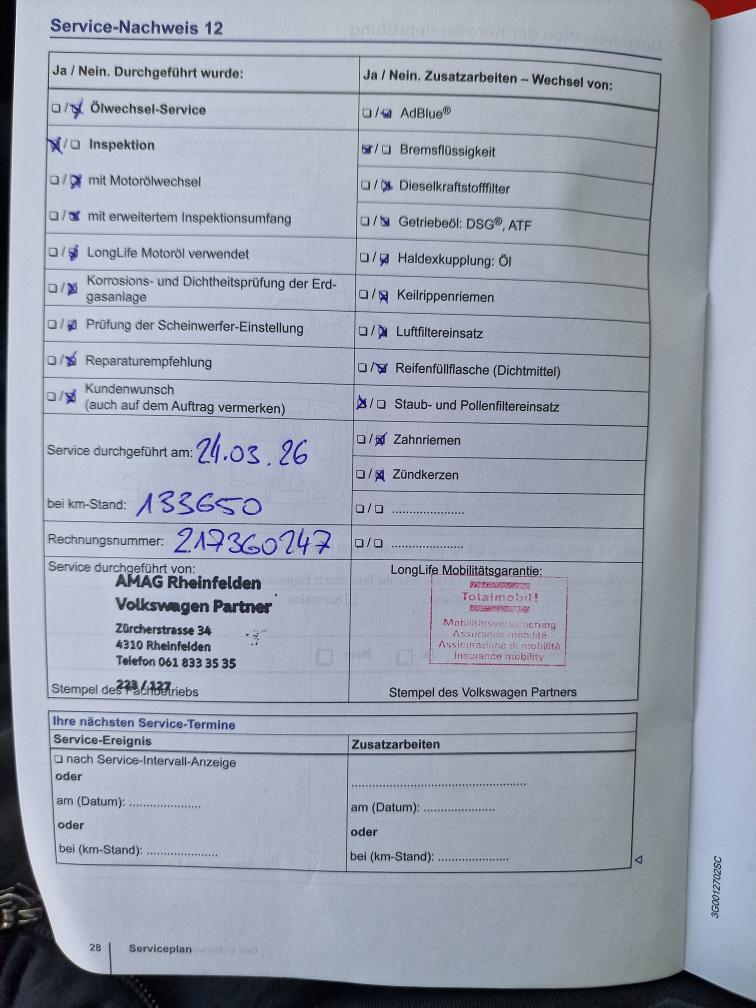 Service-Nachweis 12
Ja / Nein. Durchgeführt wurde:
Ölwechsel-Service
Inspektion
mit Motorölwechsel
mit erweitertem Inspektionsumfang
LongLife Motoröl verwendet
Korrosions- und Dichtheitsprüfung der Erd-
gasanlage
Prüfung der Scheinwerfer-Einstellung
Reparaturempfehlung
Kundenwunsch
(auch auf dem Auftrag vermerken)
Service durchgeführt am: 24.03.26
bei km-Stand: 133650
Rechnungsnummer: 217360247
Service durchgeführt von:
AMAG Rheinfelden
Volkswagen Partner
Zürcherstrasse 34
4310 Rheinfelden
Telefon 061 833 35 35
223 / 127
Stempel des Fachbetriebs
Ja / Nein. Zusatzarbeiten – Wechsel von:
AdBlue®
Bremsflüssigkeit
Dieselkraftstofffilter
Getriebeöl: DSG®, ATF
Haldexkupplung: Öl
Keilrippenriemen
Luftfiltereinsatz
Reifenfüllflasche (Dichtmittel)
Staub- und Pollenfiltereinsatz
Zahnriemen
Zündkerzen
LongLife Mobilitätsgarantie:
Totalmobil!
Mobilitätsversicherung
Assurance mobilité
Assicurazione di mobilità
Insurance mobility
Stempel des Volkswagen Partners
Ihre nächsten Service-Termine
Service-Ereignis
nach Service-Intervall-Anzeige
oder
am (Datum): ....................
oder
bei (km-Stand): ....................
Zusatzarbeiten
am (Datum): ....................
oder
bei (km-Stand): ....................
3G0012702SC
28
Serviceplan